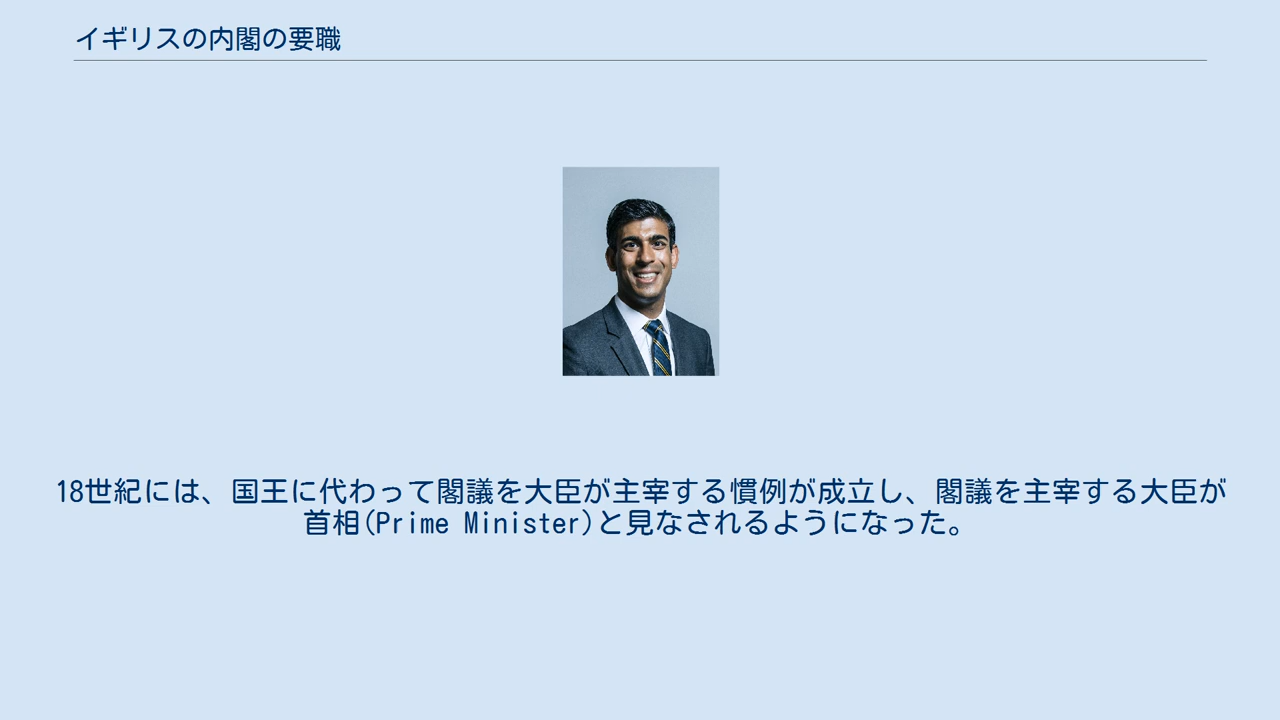 イギリスの内閣の要職
18世紀には、国王に代わって閣議を大臣が主宰する慣例が成立し、閣議を主宰する大臣が
首相(Prime Minister)と見なされるようになった。